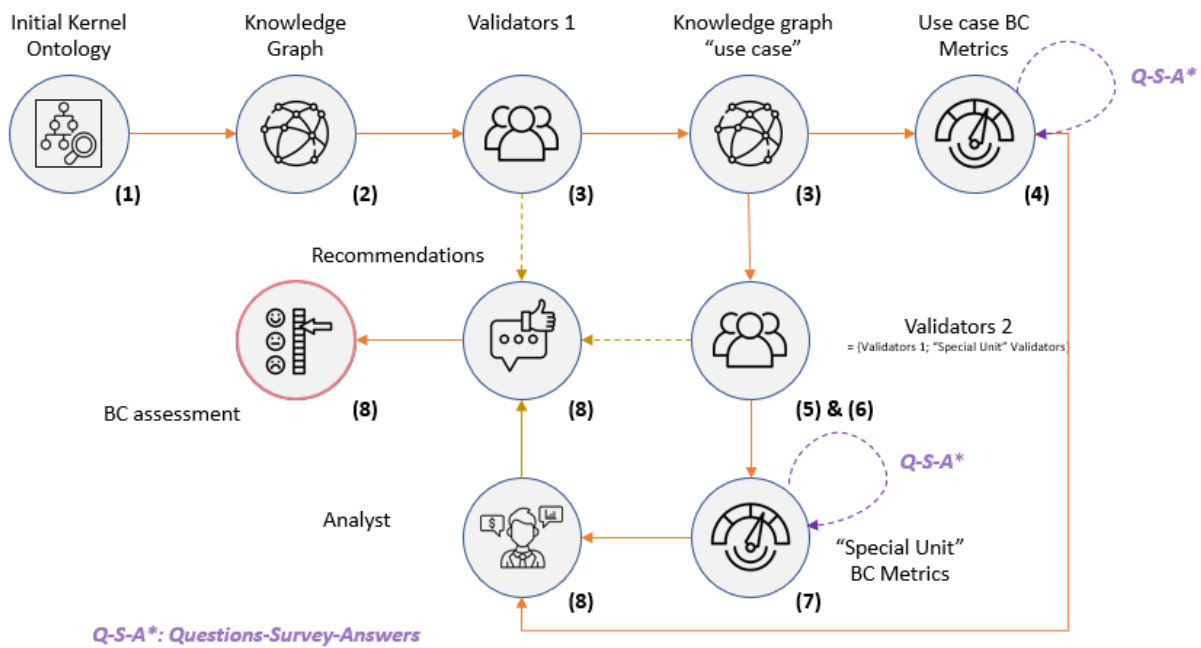 Initial Kernel
Ontology
Knowledge
Graph
Validators 1
Knowledge graph
“use case”
Use case BC
Metrics
Q-S-A*
(1)
(2)
(3)
(3)
(4)
Recommendations
Validators 2
= {Validators 1; “Special Unit” Validators}
BC assessment
(8)
(8)
(5) & (6)
Q-S-A*
Analyst
$
“Special Unit”
BC Metrics
(8)
(7)
Q-S-A*: Questions-Survey-Answers